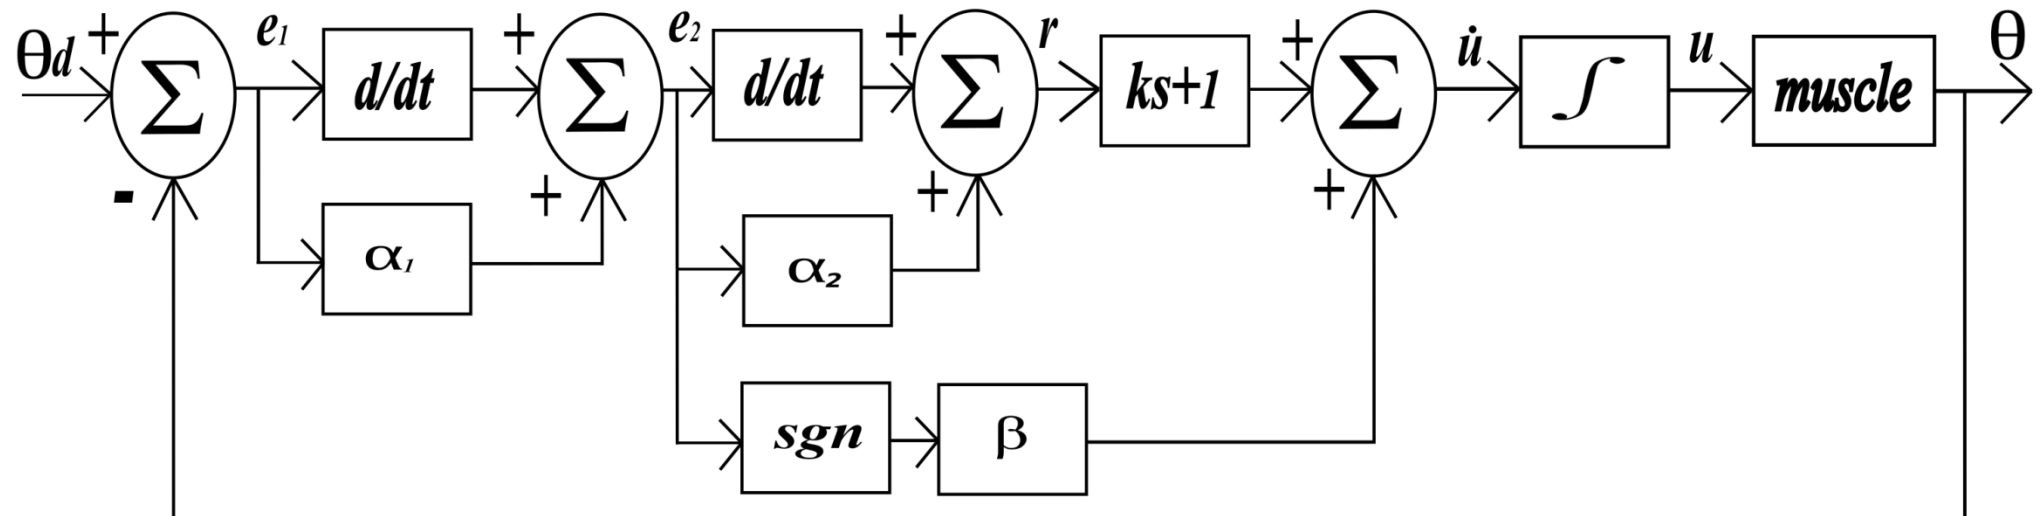 θd + Σ e1 d/dt + Σ e2 d/dt + Σ r ks+1 + Σ u̇ ∫ u muscle θ
- α1 + α2 + +
sgn β